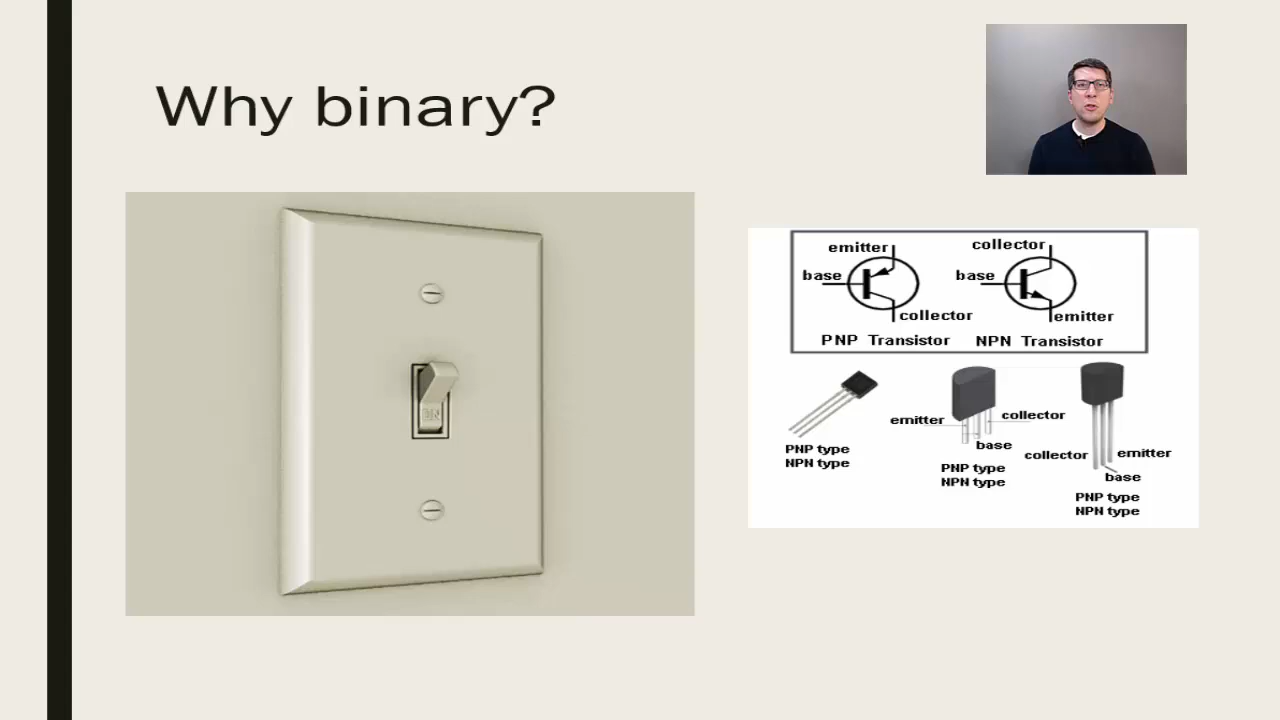 Why binary?
ON
emitter
collector
base
base
collector
emitter
PNP Transistor
NPN Transistor
PNP type
NPN type
emitter
collector
base
PNP type
NPN type
collector
emitter
base
PNP type
NPN type